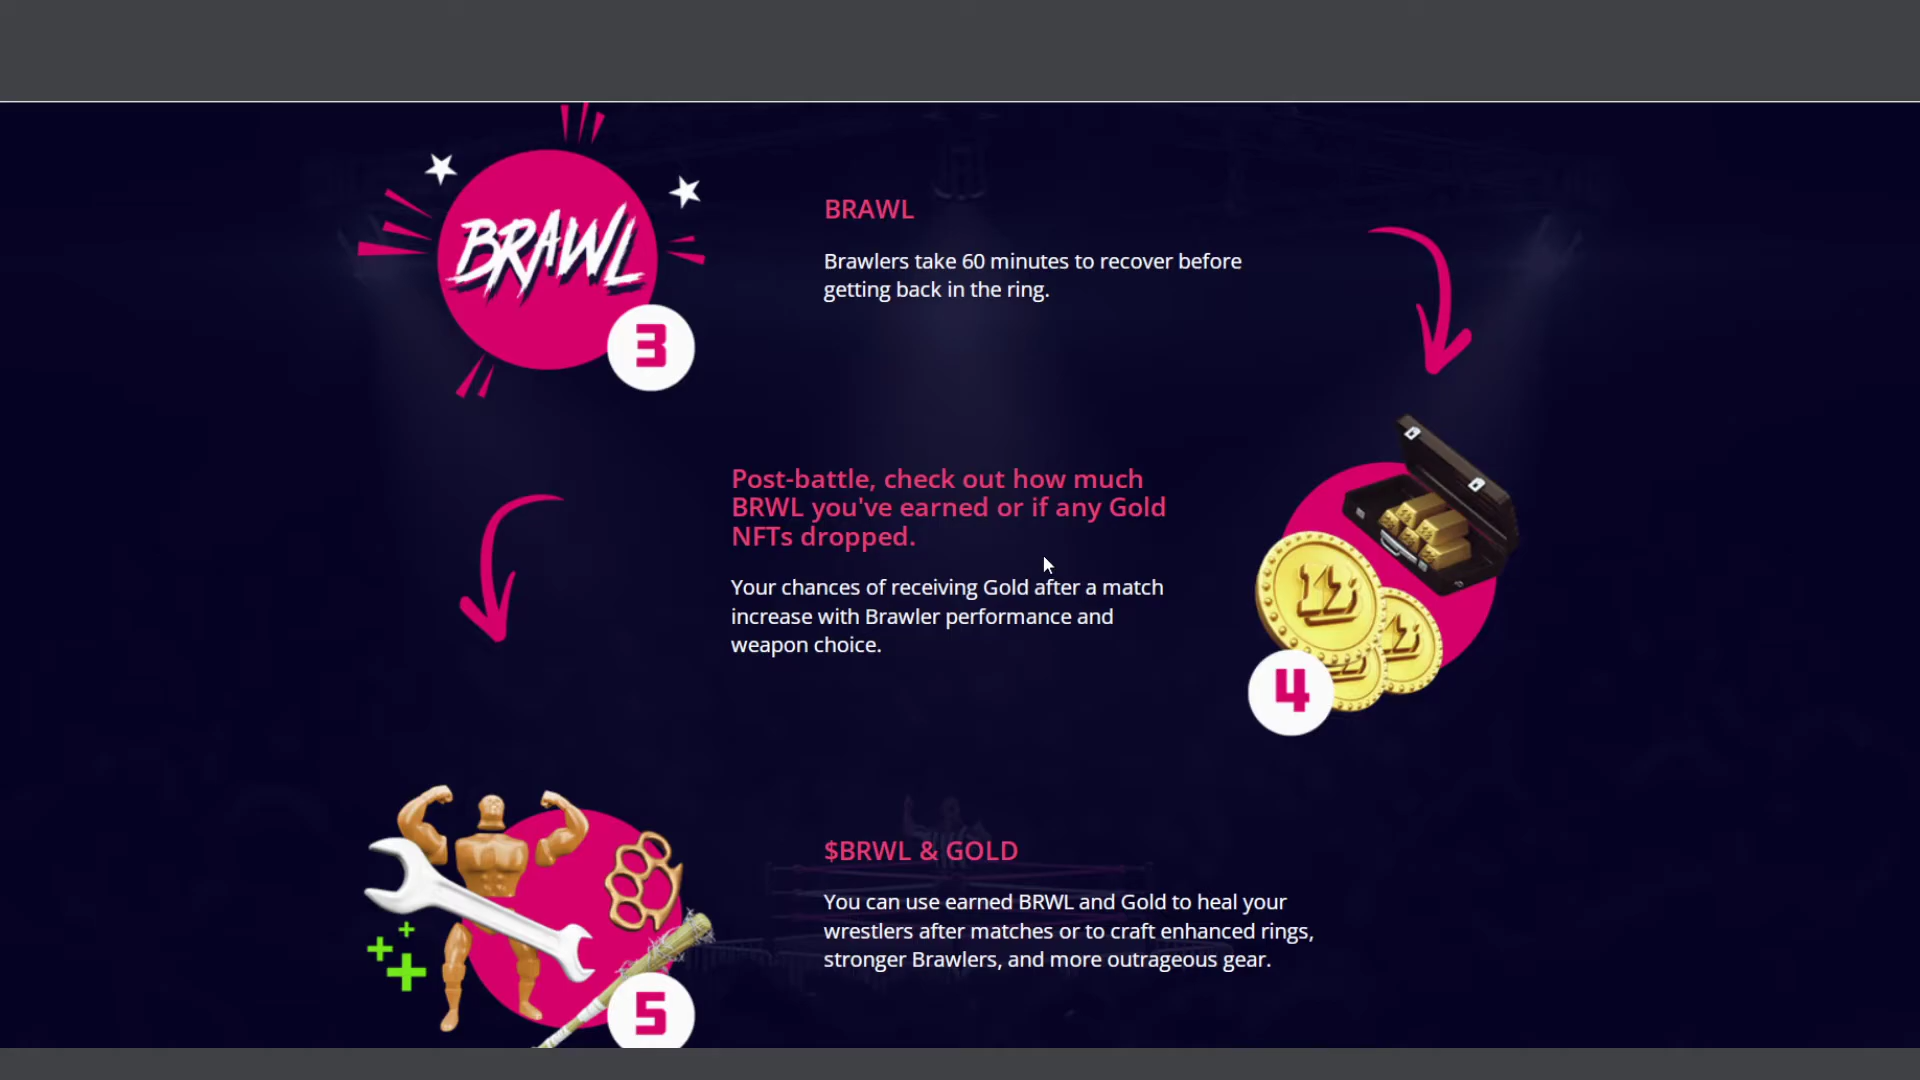 BRAWL
3
BRAWL
Brawlers take 60 minutes to recover before
getting back in the ring.
Post-battle, check out how much
BRWL you've earned or if any Gold
NFTs dropped.
Your chances of receiving Gold after a match
increase with Brawler performance and
weapon choice.
4
5
$BRWL & GOLD
You can use earned BRWL and Gold to heal your
wrestlers after matches or to craft enhanced rings,
stronger Brawlers, and more outrageous gear.